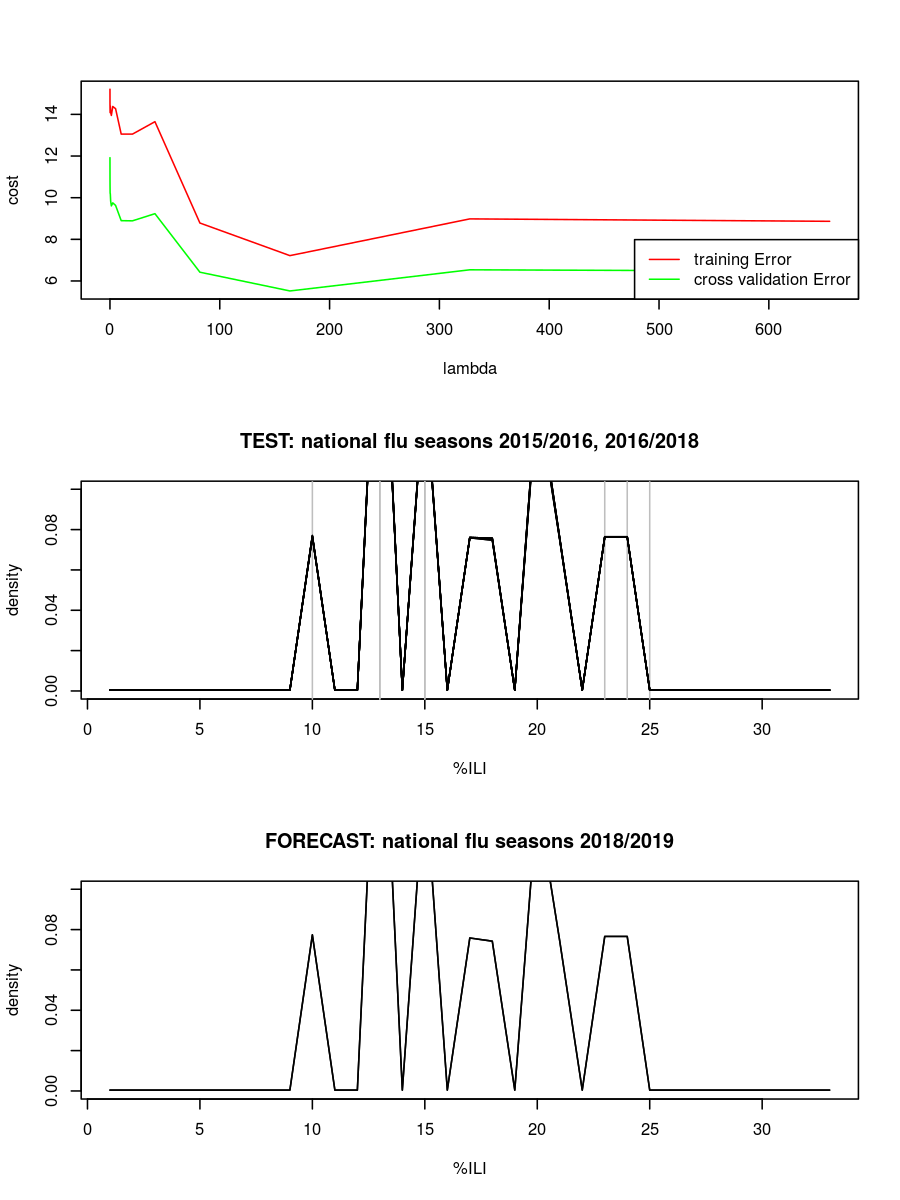 14
12
10
8
6
cost
training Error
cross validation Error
0 100 200 300 400 500 600
lambda
TEST: national flu seasons 2015/2016, 2016/2018
0.08
0.04
0.00
density
0 5 10 15 20 25 30
%ILI
FORECAST: national flu seasons 2018/2019
0.08
0.04
0.00
density
0 5 10 15 20 25 30
%ILI